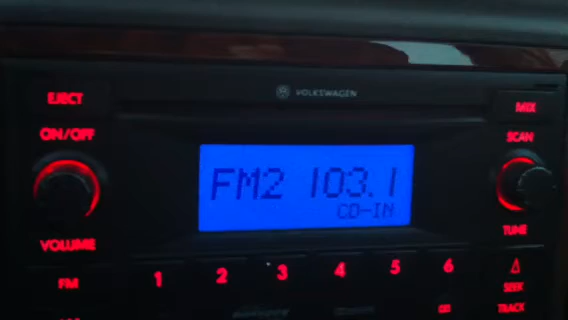 EJECT
VOLKSWAGEN
MIX
ON/OFF
SCAN
FM2 103.1
CD-IN
VOLUME
TUNE
FM
1 2 3 4 5 6
SEEK
TRACK